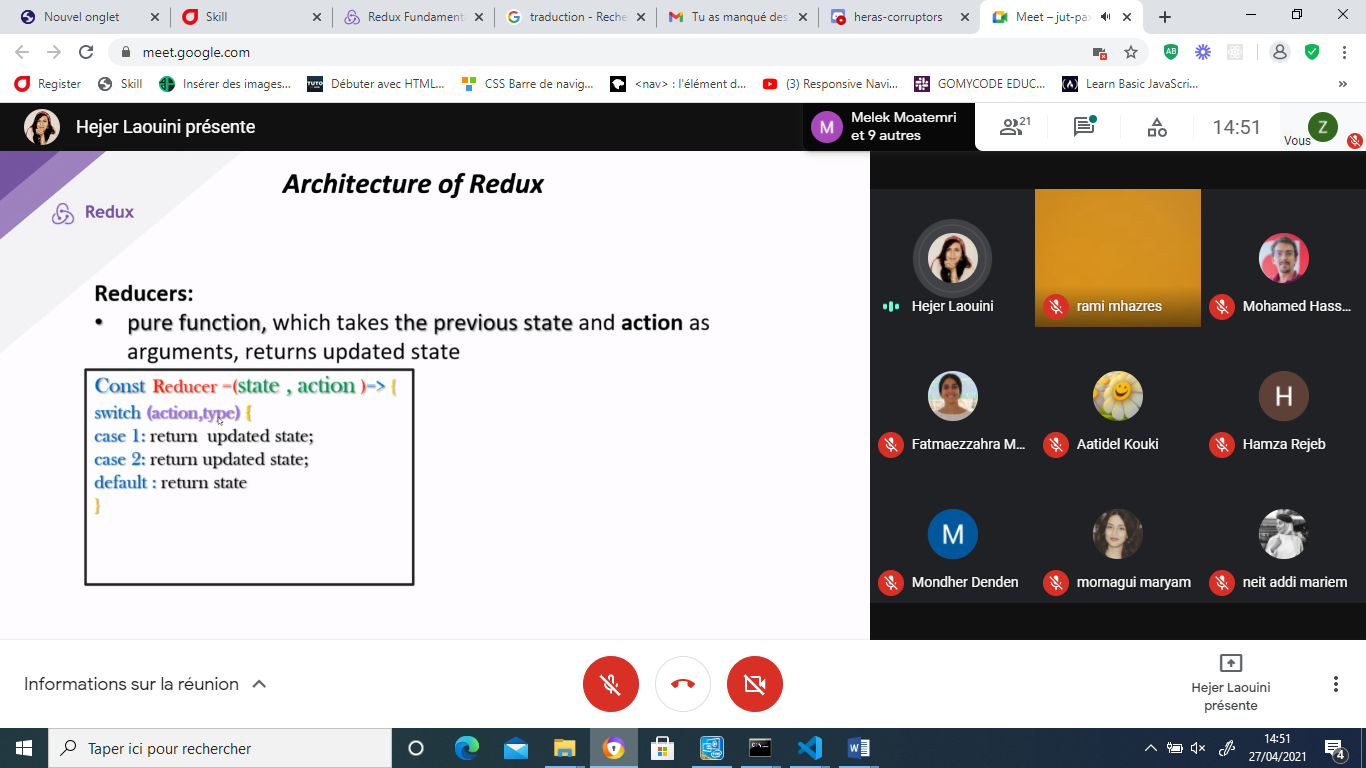 Nouvel onglet
Skill
Redux Fundament
traduction - Reche
Tu as manqué des
heras-corruptors
Meet – jut-pa
meet.google.com
Register
Skill
Insérer des images...
Débuter avec HTML...
CSS Barre de navig...
<nav> : l'élément d...
(3) Responsive Navi...
GOMYCODE EDUC...
Learn Basic JavaScri...
»
Hejer Laouini présente
M
Melek Moatemri
et 9 autres
21
14:51
Vous
Z
Architecture of Redux
Redux
Reducers:
• pure function, which takes the previous state and action as
arguments, returns updated state
Const Reducer =(state , action )=> {
switch (action,type) {
case 1: return updated state;
case 2: return updated state;
default : return state
}
Hejer Laouini
rami mhazres
Mohamed Hass...
Fatmaezzahra M...
Aatidel Kouki
H
Hamza Rejeb
M
Mondher Denden
mornagui maryam
neit addi mariem
Informations sur la réunion
Hejer Laouini
présente
Taper ici pour rechercher
14:51
27/04/2021
4